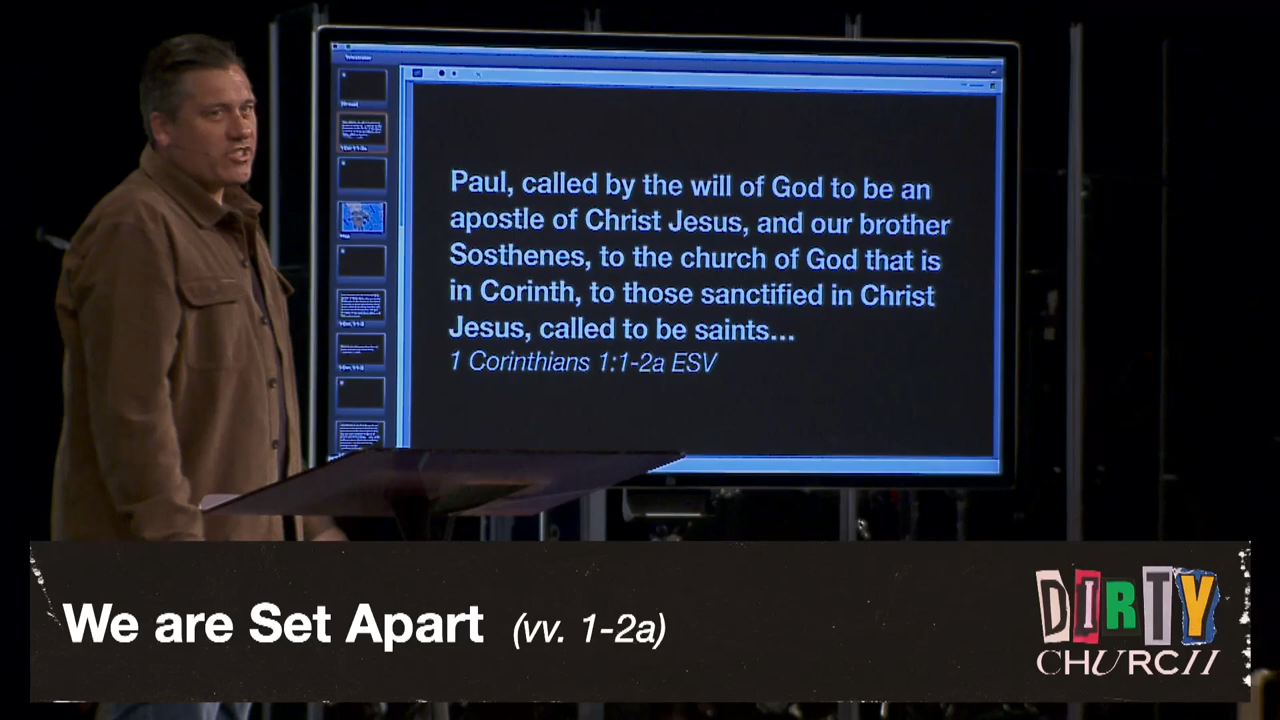 Paul, called by the will of God to be an
apostle of Christ Jesus, and our brother
Sosthenes, to the church of God that is
in Corinth, to those sanctified in Christ
Jesus, called to be saints...
1 Corinthians 1:1-2a ESV
We are Set Apart (vv. 1-2a)
DIRTY
CHURCH